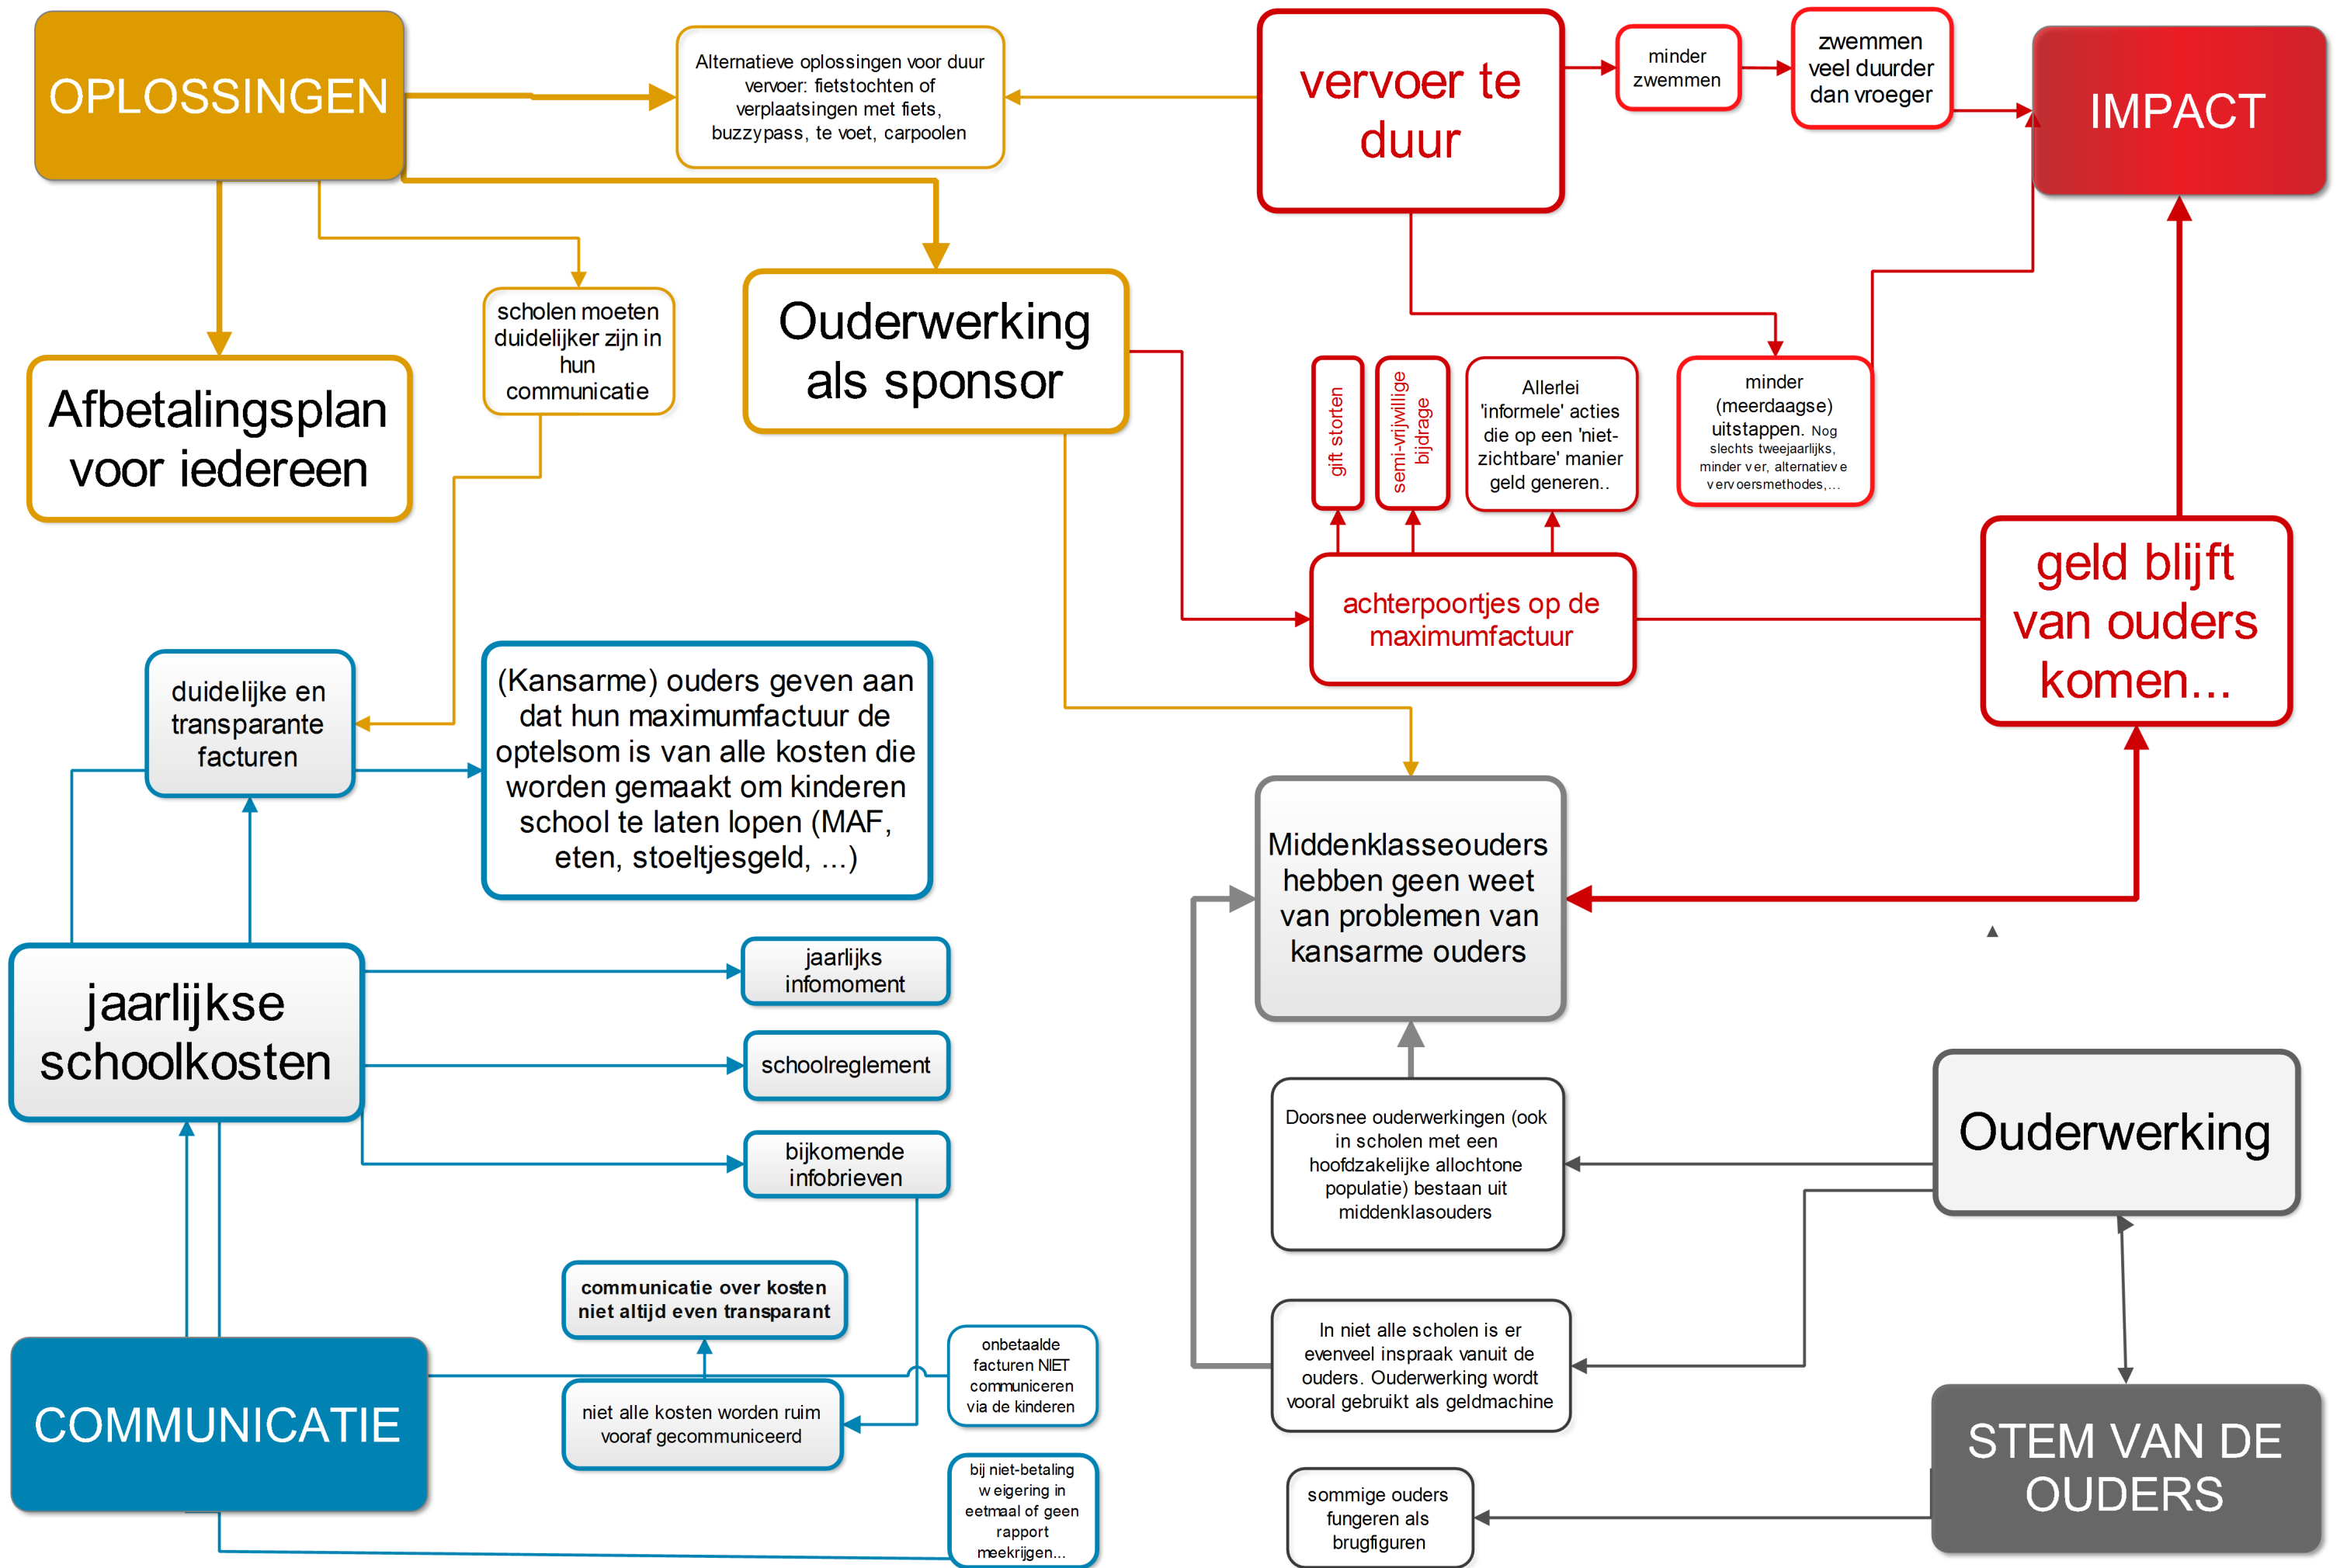 OPLOSSINGEN
Alternatieve oplossingen voor duur
vervoer: fietstochten of
verplaatsingen met fiets,
buzzypass, te voet, carpoolen
vervoer te
duur
minder
zwemmen
zwemmen
veel duurder
dan vroeger
IMPACT
scholen moeten
duidelijker zijn in
hun
communicatie
Ouderwerking
als sponsor
Afbetalingsplan
voor iedereen
gift storten
semi-vrijwillige
bijdrage
Allerlei
'informele' acties
die op een 'niet-
zichtbare' manier
geld generen..
minder
(meerdaagse)
uitstappen. Nog
slechts tweejaarlijks,
minder ver, alternatieve
vervoersmethodes,...
achterpoortjes op de
maximumfactuur
geld blijft
van ouders
komen...
duidelijke en
transparante
facturen
(Kansarme) ouders geven aan
dat hun maximumfactuur de
optelsom is van alle kosten die
worden gemaakt om kinderen
school te laten lopen (MAF,
eten, stoeltjesgeld, ...)
Middenklasseouders
hebben geen weet
van problemen van
kansarme ouders
jaarlijkse
schoolkosten
jaarlijks
infomoment
schoolreglement
bijkomende
infobrieven
Doorsnee ouderwerkingen (ook
in scholen met een
hoofdzakelijke allochtone
populatie) bestaan uit
middenklasouders
Ouderwerking
communicatie over kosten
niet altijd even transparant
niet alle kosten worden ruim
vooraf gecommuniceerd
onbetaalde
facturen NIET
communiceren
via de kinderen
In niet alle scholen is er
evenveel inspraak vanuit de
ouders. Ouderwerking wordt
vooral gebruikt als geldmachine
COMMUNICATIE
bij niet-betaling
weigering in
eetmaal of geen
rapport
meekrijgen...
sommige ouders
fungeren als
brugfiguren
STEM VAN DE
OUDERS